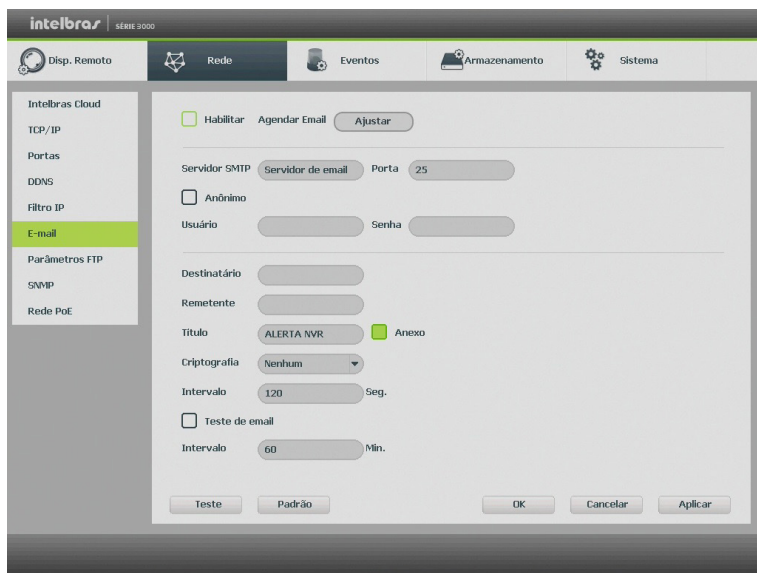 intelbras | SÉRIE 3000
Disp. Remoto
Rede
Eventos
Armazenamento
Sistema
Intelbras Cloud
TCP/IP
Portas
DDNS
Filtro IP
E-mail
Parâmetros FTP
SNMP
Rede PoE
Habilitar Agendar Email Ajustar
Servidor SMTP Servidor de email Porta 25
Anônimo
Usuário Senha
Destinatário
Remetente
Titulo ALERTA NVR Anexo
Criptografia Nenhum
Intervalo 120 Seg.
Teste de email
Intervalo 60 Min.
Teste Padrão OK Cancelar Aplicar